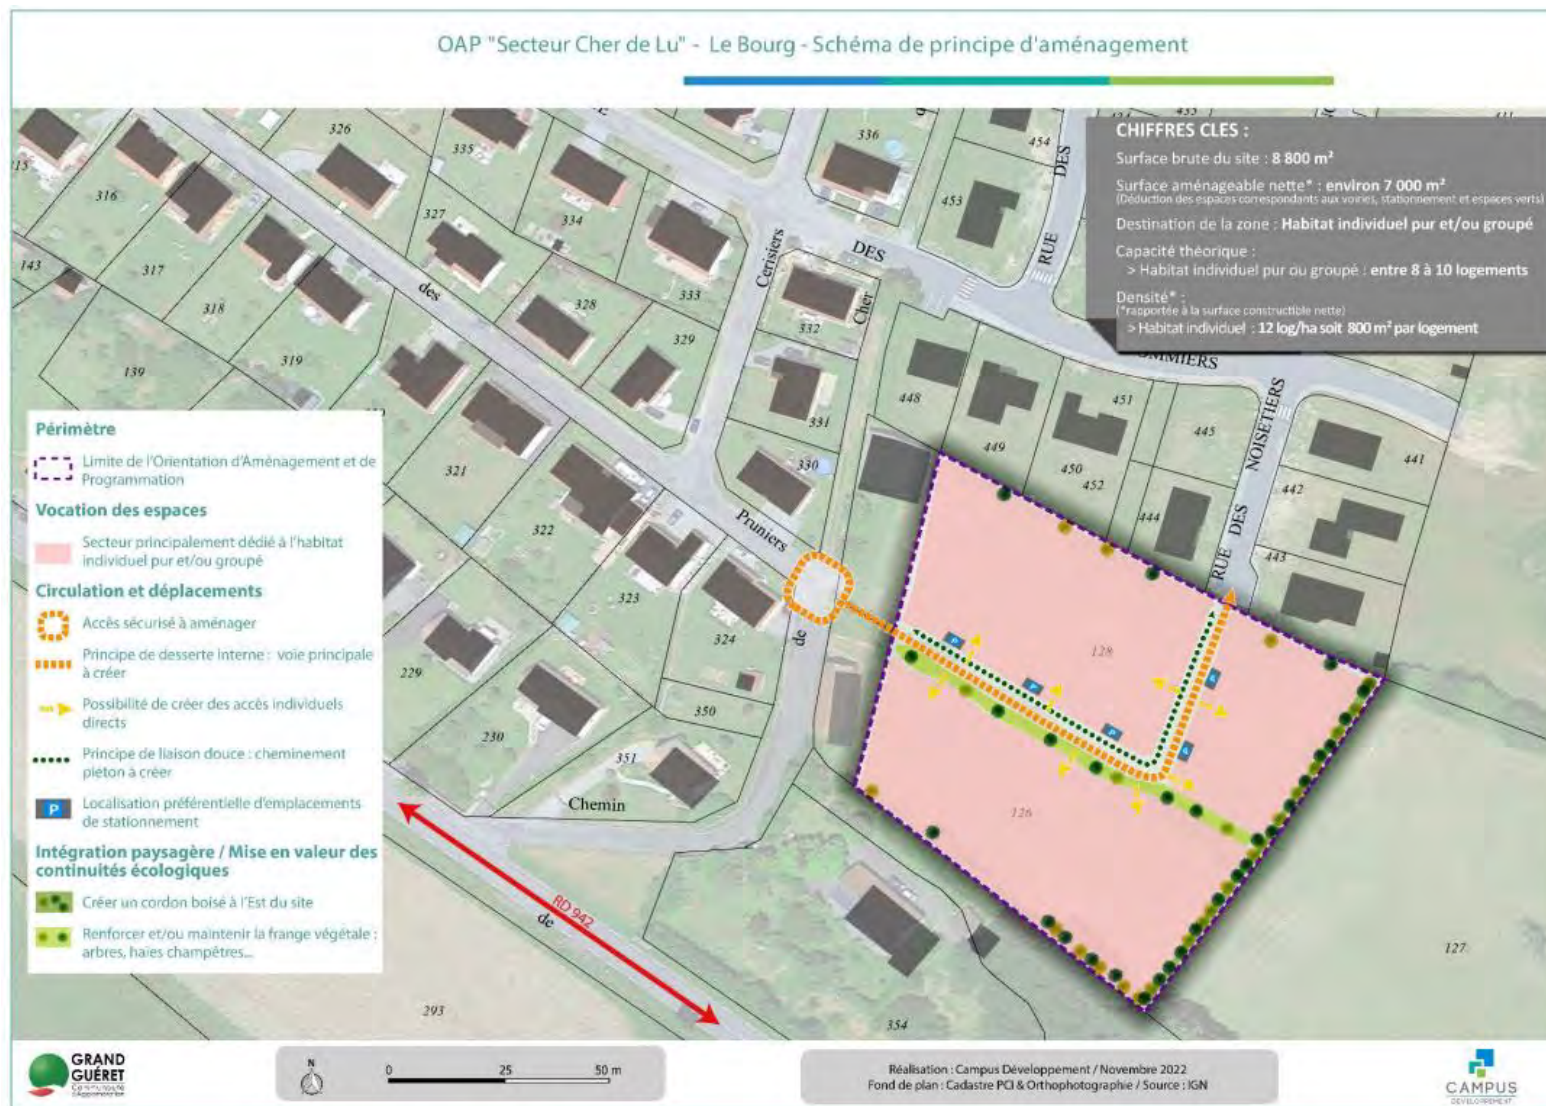 OAP "Secteur Cher de Lu" - Le Bourg - Schéma de principe d'aménagement
CHIFFRES CLES :
Surface brute du site : 8 800 m²
Surface aménageable nette* : environ 7 000 m²
(Déduction des espaces correspondants aux voiries, stationnement et espaces verts)
Destination de la zone : Habitat individuel pur et/ou groupé
Capacité théorique :
> Habitat individuel pur ou groupé : entre 8 à 10 logements
Densité* :
(*rapportée à la surface constructible nette)
> Habitat individuel : 12 log/ha soit 800 m² par logement
326
335
336
454
315
316
327
334
453
DES
RUE
DES
143
317
318
des
328
333
Cerisiers
332
Cher
139
319
329
331
448
449
451
450
452
445
444
NOISETIERS
441
442
443
RUE DES
321
330
322
Pruniers
323
324
de
229
230
350
351
Chemin
128
126
127
RD 942
de
293
354
P
P
P
P
P
Périmètre
Limite de l'Orientation d'Aménagement et de
Programmation
Vocation des espaces
Secteur principalement dédié à l'habitat
individuel pur et/ou groupé
Circulation et déplacements
Accès sécurisé à aménager
Principe de desserte interne : voie principale
à créer
Possibilité de créer des accès individuels
directs
Principe de liaison douce : cheminement
piéton à créer
P
Localisation préférentielle d'emplacements
de stationnement
Intégration paysagère / Mise en valeur des
continuités écologiques
Créer un cordon boisé à l'Est du site
Renforcer et/ou maintenir la frange végétale :
arbres, haies champêtres...
GRAND
GUÉRET
Communauté
d'Agglomération
N
0 25 50 m
Réalisation : Campus Développement / Novembre 2022
Fond de plan : Cadastre PCI & Orthophotographie / Source : IGN
CAMPUS
DÉVELOPPEMENT